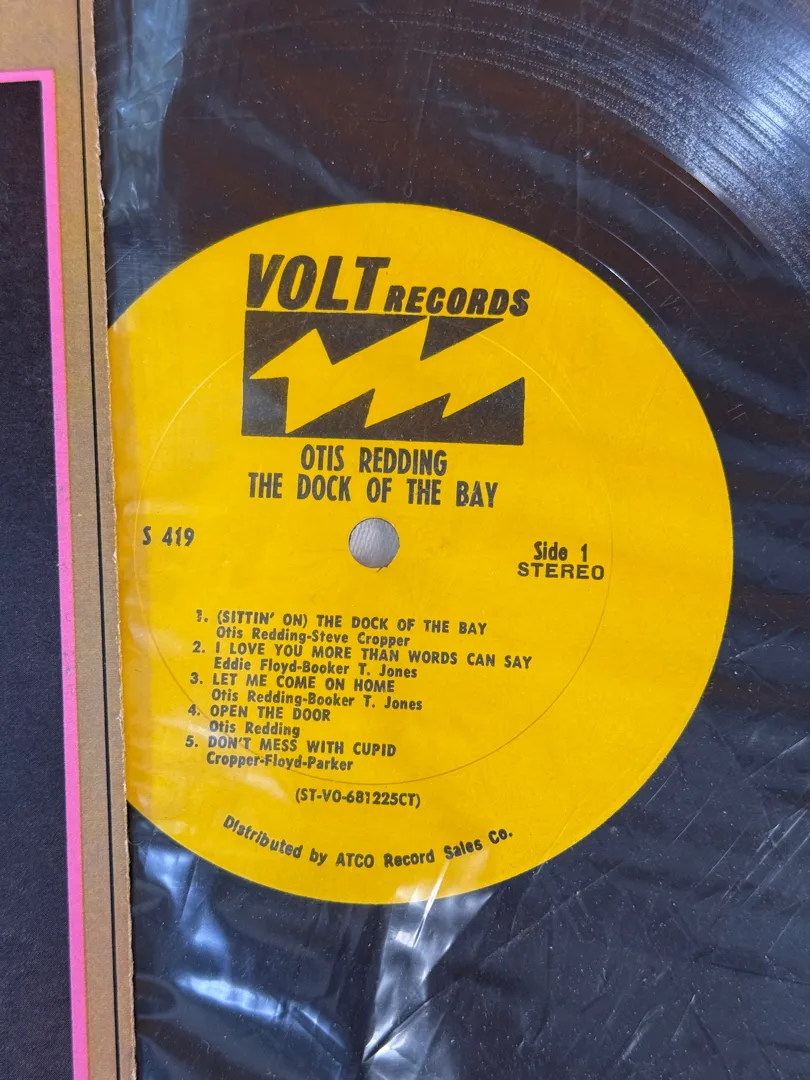 VOLT RECORDS
OTIS REDDING
THE DOCK OF THE BAY
S 419
Side 1
STEREO
1. (SITTIN' ON) THE DOCK OF THE BAY
Otis Redding-Steve Cropper
2. I LOVE YOU MORE THAN WORDS CAN SAY
Eddie Floyd-Booker T. Jones
3. LET ME COME ON HOME
Otis Redding-Booker T. Jones
4. OPEN THE DOOR
Otis Redding
5. DON'T MESS WITH CUPID
Cropper-Floyd-Parker
(ST-VO-681225CT)
Distributed by ATCO Record Sales Co.